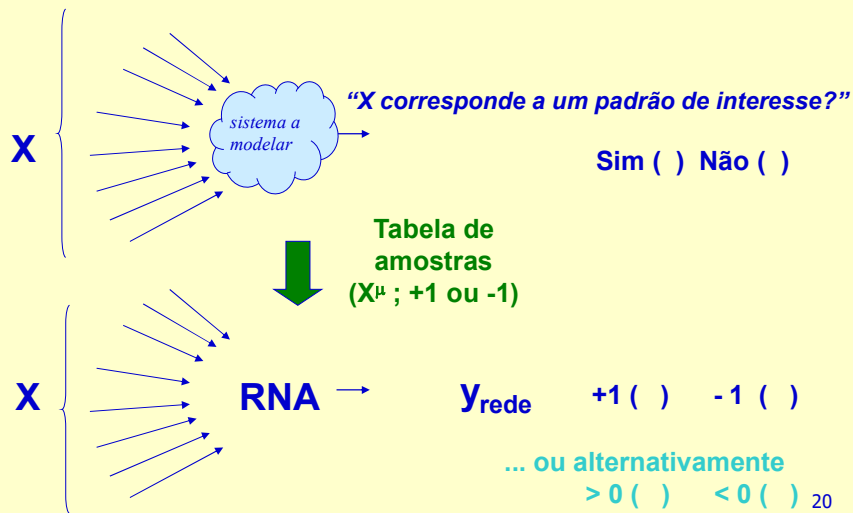 “X corresponde a um padrão de interesse?”
X
sistema a
modelar
Sim ( ) Não ( )
Tabela de
amostras
(Xᵘ ; +1 ou -1)
X
RNA
yrede
+1 ( )
- 1 ( )
... ou alternativamente
> 0 ( ) < 0 ( )
20